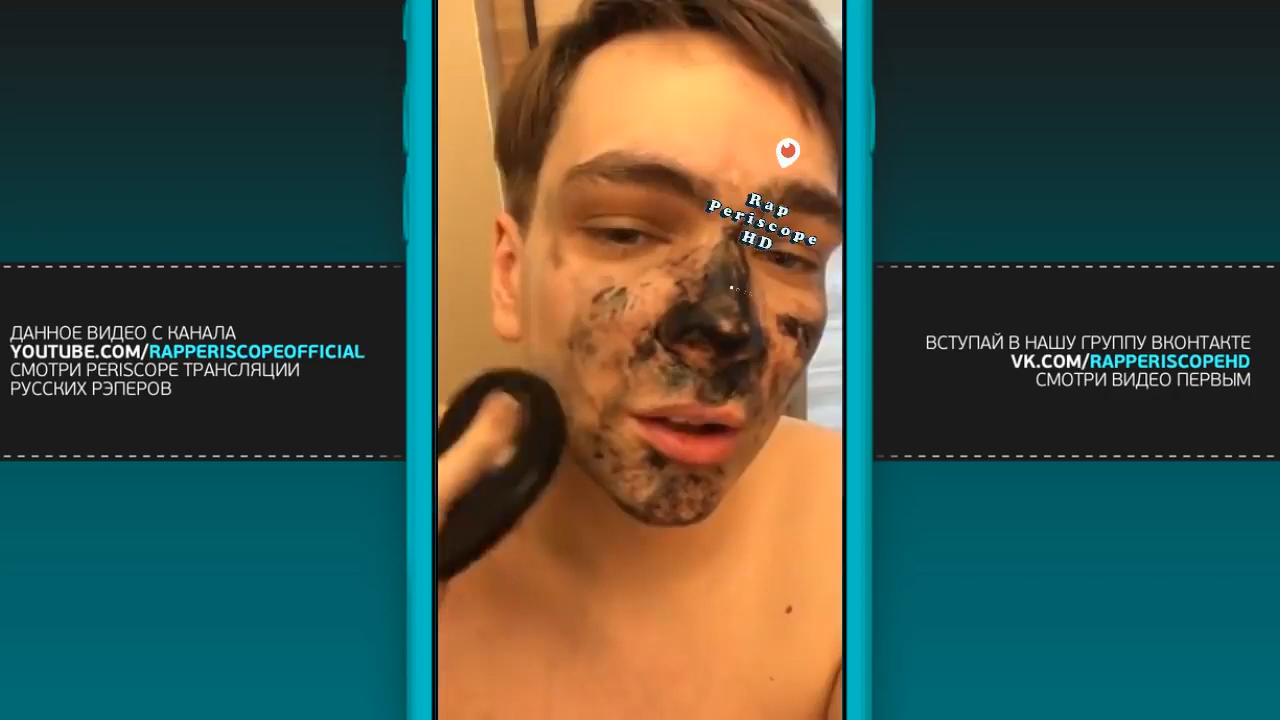 ДАННОЕ ВИДЕО С КАНАЛА
YOUTUBE.COM/RAPPERISCOPEOFFICIAL
СМОТРИ PERISCOPE ТРАНСЛЯЦИИ
РУССКИХ РЭПЕРОВ
Rap
Periscope
HD
ВСТУПАЙ В НАШУ ГРУППУ ВКОНТАКТЕ
VK.COM/RAPPERISCOPEHD
СМОТРИ ВИДЕО ПЕРВЫМ